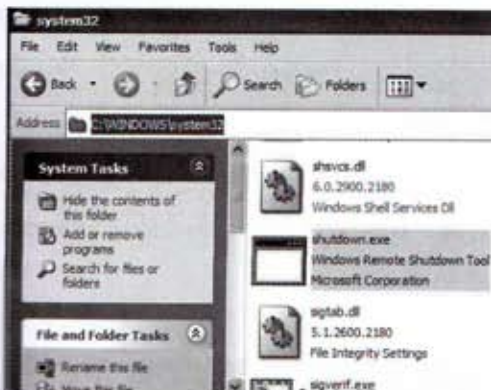 system32
File Edit View Favorites Tools Help
Back Search Folders
Address C:\WINDOWS\system32
System Tasks
Hide the contents of
this folder
Add or remove
programs
Search for files or
folders
File and Folder Tasks
Rename this file
Move this file
shsvcs.dll
6.0.2900.2180
Windows Shell Services Dll
shutdown.exe
Windows Remote Shutdown Tool
Microsoft Corporation
sigtab.dll
5.1.2600.2180
File Integrity Settings
sigverif.exe